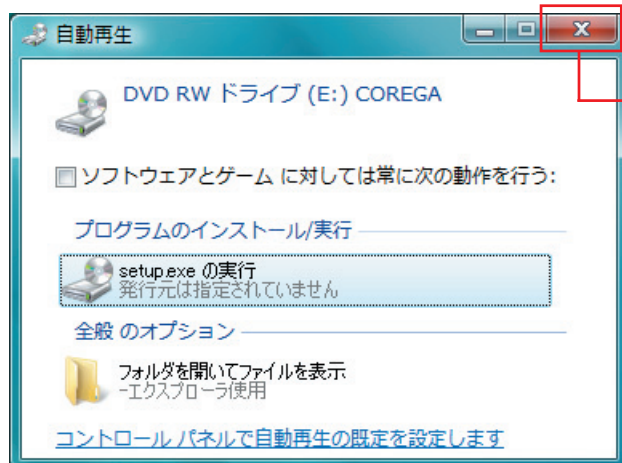 自動再生
DVD RW ドライブ (E:) COREGA
ソフトウェアとゲーム に対しては常に次の動作を行う:
プログラムのインストール/実行
setup.exe の実行
発行元は指定されていません
全般 のオプション
フォルダを開いてファイルを表示
-エクスプローラ使用
コントロール パネルで自動再生の既定を設定します